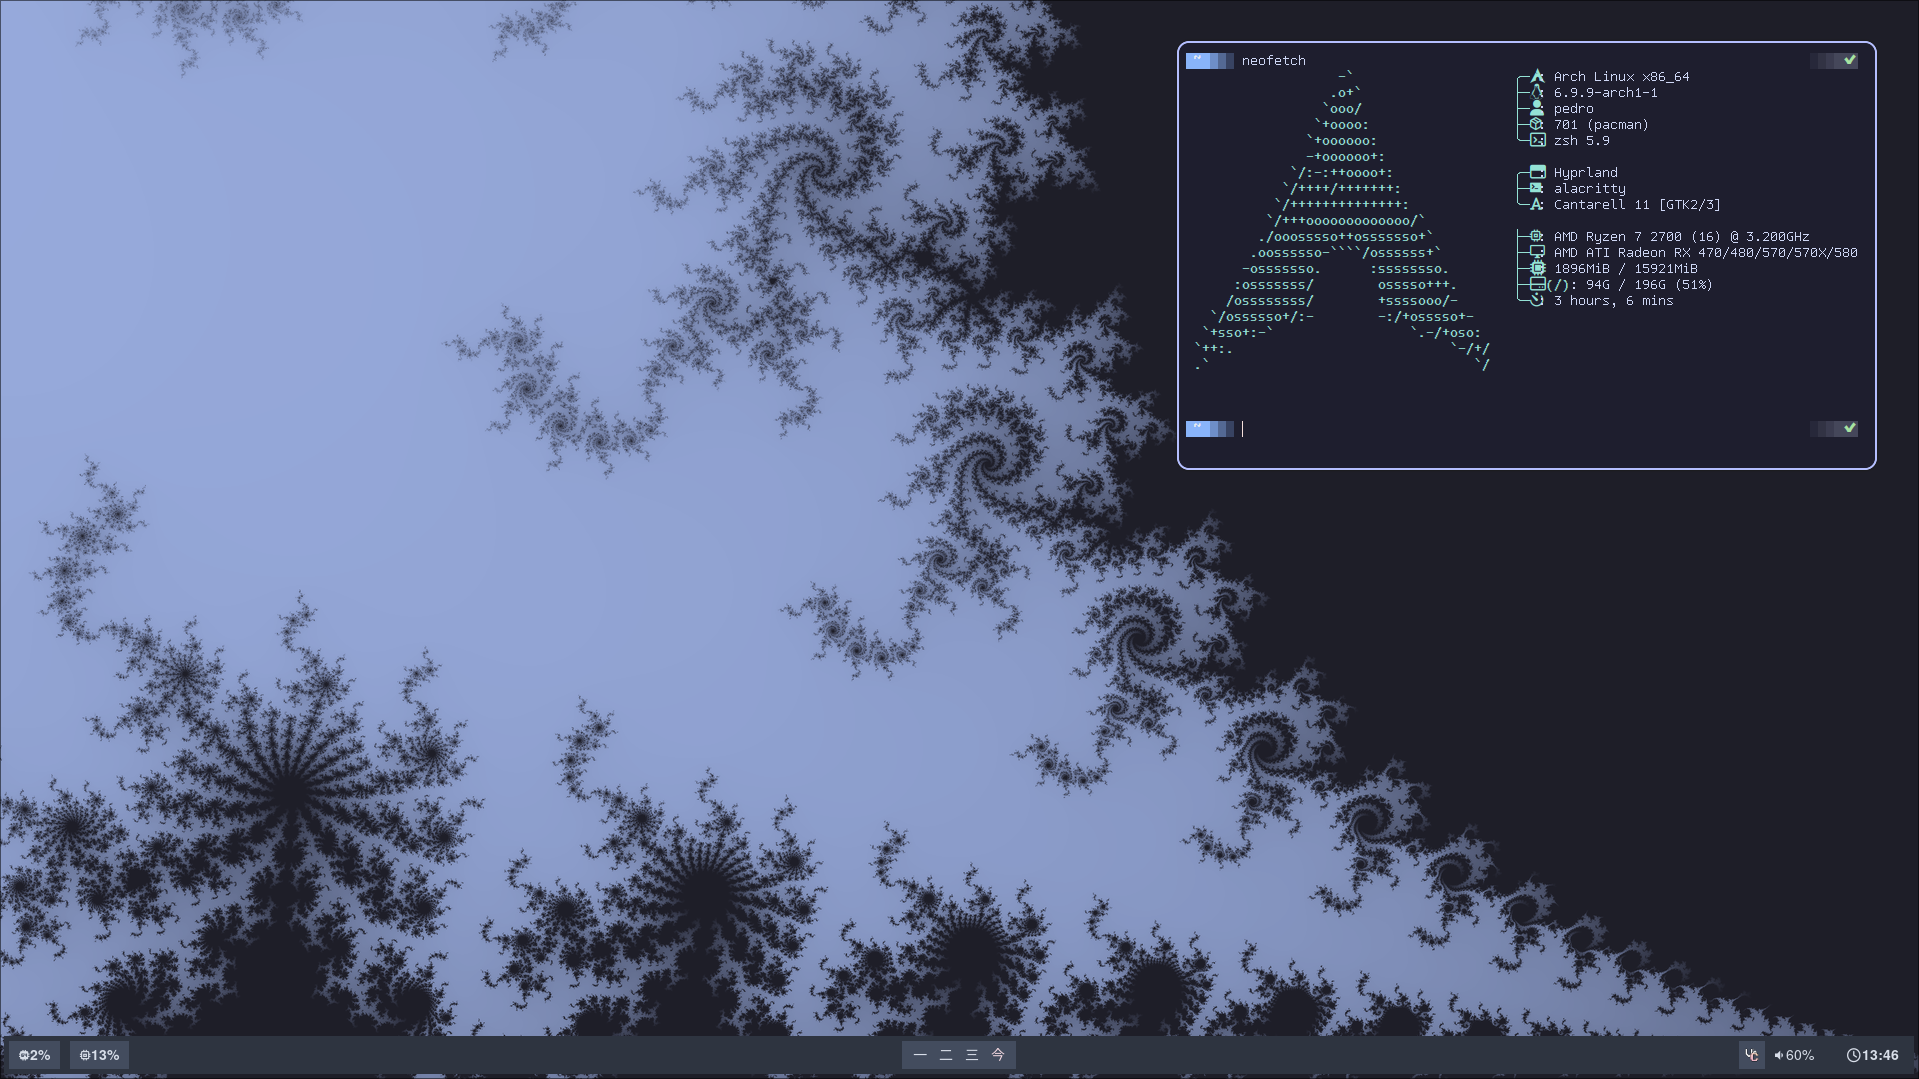 ~ neofetch
-`
.o+`
`ooo/
`+oooo:
`+oooooo:
-+oooooo+:
`/:-:++oooo+:
`/++++/+++++++:
`/++++++++++++++:
`/+++ooooooooooooo/`
./ooosssso++osssssso+`
.oossssso-````/ossssss+`
-osssssso.      :ssssssso.
:osssssss/        osssso+++.
/ossssssss/        +ssssooo/-
`/ossssso+/:-        -:/+osssso+-
`+sso+:-`                 `.-/+oso:
`++:.                           `-/+/
.`                                 `/
Arch Linux x86_64
6.9.9-arch1-1
pedro
701 (pacman)
zsh 5.9
Hyprland
alacritty
Cantarell 11 [GTK2/3]
AMD Ryzen 7 2700 (16) @ 3.200GHz
AMD ATI Radeon RX 470/480/570/570X/580
1896MiB / 15921MiB
(/): 94G / 196G (51%)
3 hours, 6 mins
~
2% 13%
一 二 三 今
60% 13:46